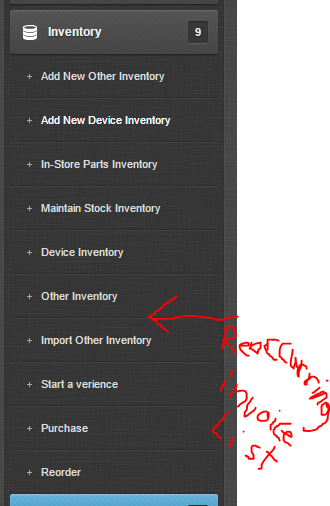 Inventory 9
+ Add New Other Inventory
+ Add New Device Inventory
+ In-Store Parts Inventory
+ Maintain Stock Inventory
+ Device Inventory
+ Other Inventory
+ Import Other Inventory
+ Start a verience
+ Purchase
+ Reorder
Reoccurring
invoice
List